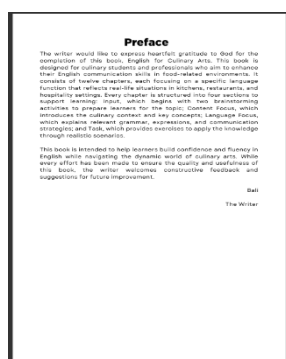 Preface
The writer would like to express heartfelt gratitude to God for the
completion of this book, English for Culinary Arts. This book is
designed for culinary students and professionals who aim to enhance
their English communication skills in food-related environments. It
consists of twelve chapters, each focusing on a specific language
function that reflects real-life situations in kitchens, restaurants, and
hospitality settings. Every chapter is structured into four sections to
support learning: Input, which begins with two brainstorming
activities to prepare learners for the topic; Content Focus, which
introduces the culinary context and key concepts; Language Focus,
which explains relevant grammar, expressions, and communication
strategies; and Task, which provides exercises to apply the knowledge
through realistic scenarios.
This book is intended to help learners build confidence and fluency in
English while navigating the dynamic world of culinary arts. While
every effort has been made to ensure the quality and usefulness of
this book, the writer welcomes constructive feedback and
suggestions for future improvement.
Bali
The Writer